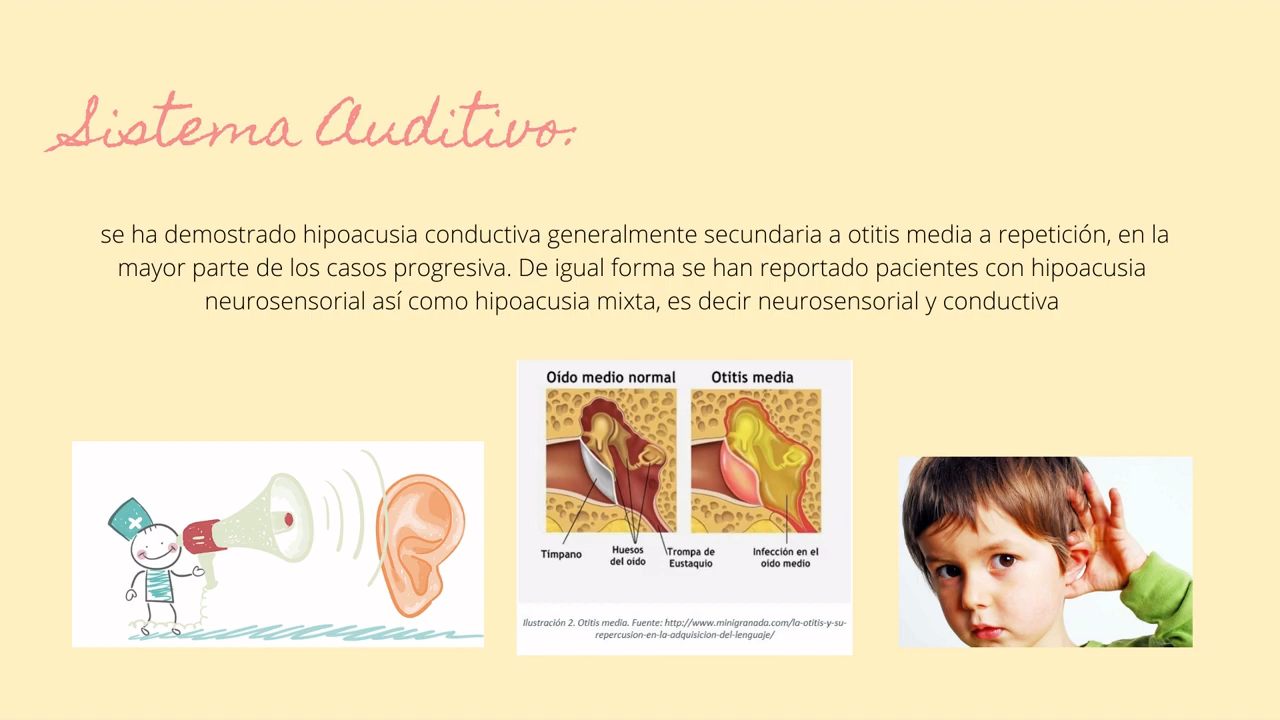 Sistema Auditivo:
se ha demostrado hipoacusia conductiva generalmente secundaria a otitis media a repetición, en la
mayor parte de los casos progresiva. De igual forma se han reportado pacientes con hipoacusia
neurosensorial así como hipoacusia mixta, es decir neurosensorial y conductiva
Oído medio normal
Otitis media
Tímpano
Huesos
del oído
Trompa de
Eustaquio
Infección en el
oído medio
Ilustración 2. Otitis media. Fuente: http://www.minigranada.com/la-otitis-y-su-
repercusion-en-la-adquisicion-del-lenguaje/